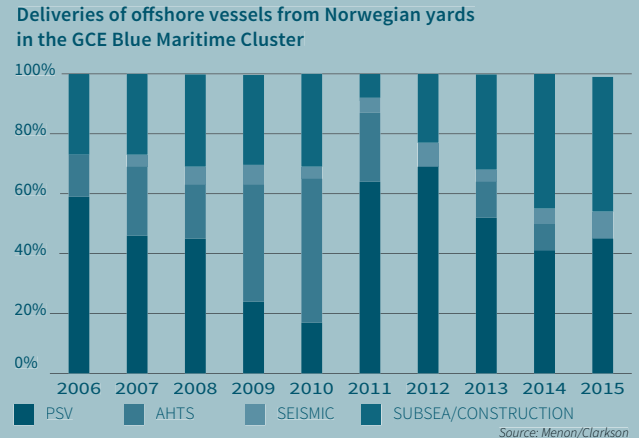 Deliveries of offshore vessels from Norwegian yards
in the GCE Blue Maritime Cluster
100%
80%
60%
40%
20%
0%
2006 2007 2008 2009 2010 2011 2012 2013 2014 2015
PSV AHTS SEISMIC SUBSEA/CONSTRUCTION
Source: Menon/Clarkson